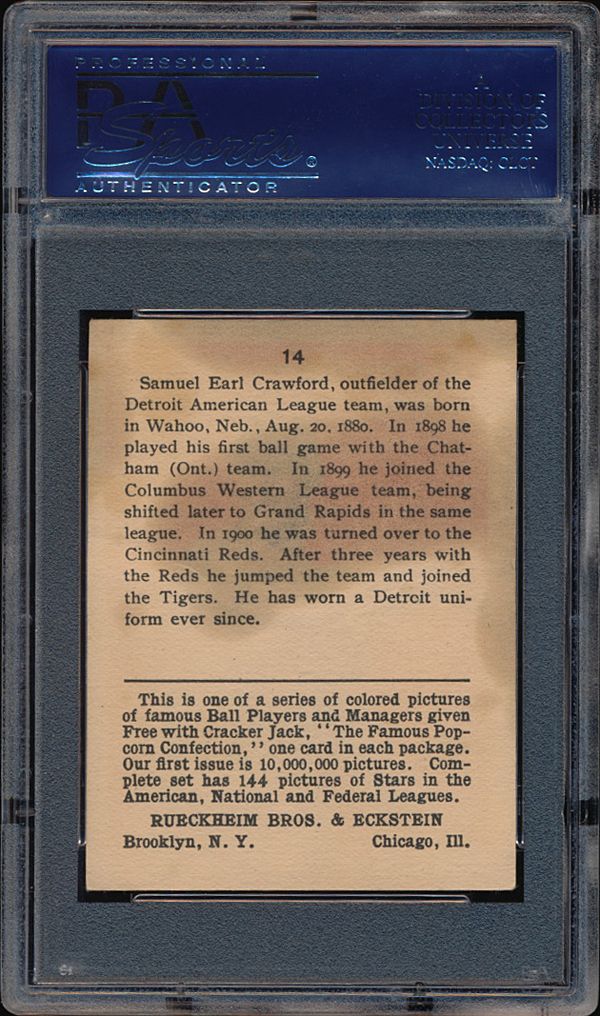 PROFESSIONAL
PSA
Sports®
AUTHENTICATOR
A
DIVISION OF
COLLECTORS
UNIVERSE
NASDAQ: CLCT
14
Samuel Earl Crawford, outfielder of the
Detroit American League team, was born
in Wahoo, Neb., Aug. 20, 1880. In 1898 he
played his first ball game with the Chat-
ham (Ont.) team. In 1899 he joined the
Columbus Western League team, being
shifted later to Grand Rapids in the same
league. In 1900 he was turned over to the
Cincinnati Reds. After three years with
the Reds he jumped the team and joined
the Tigers. He has worn a Detroit uni-
form ever since.
This is one of a series of colored pictures
of famous Ball Players and Managers given
Free with Cracker Jack, "The Famous Pop-
corn Confection," one card in each package.
Our first issue is 10,000,000 pictures. Com-
plete set has 144 pictures of Stars in the
American, National and Federal Leagues.
RUECKHEIM BROS. & ECKSTEIN
Brooklyn, N. Y. Chicago, Ill.